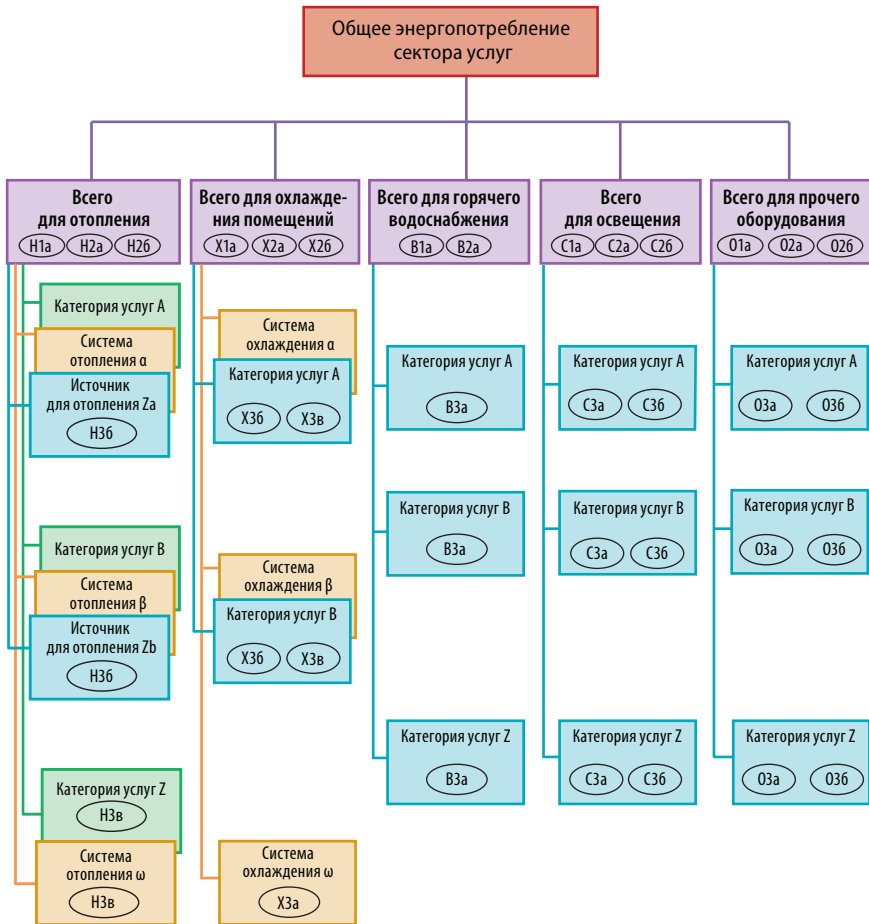 Общее энергопотребление
сектора услуг
Всего
для отопления
Н1а Н2а Н2б
Всего для охлажде-
ния помещений
Х1а Х2а Х2б
Всего для горячего
водоснабжения
В1а В2а
Всего
для освещения
С1а С2а С2б
Всего для прочего
оборудования
О1а О2а О2б
Категория услуг А
Система
отопления α
Источник
для отопления Za
Н3б
Категория услуг В
Система
отопления β
Источник
для отопления Zb
Н3б
Категория услуг Z
Н3в
Система
отопления ω
Н3в
Система
охлаждения α
Категория услуг А
Х3б Х3в
Система
охлаждения β
Категория услуг В
Х3б Х3в
Система
охлаждения ω
Х3а
Категория услуг А
В3а
Категория услуг В
В3а
Категория услуг Z
В3а
Категория услуг А
С3а С3б
Категория услуг В
С3а С3б
Категория услуг Z
С3а С3б
Категория услуг А
О3а О3б
Категория услуг В
О3а О3б
Категория услуг Z
О3а О3б